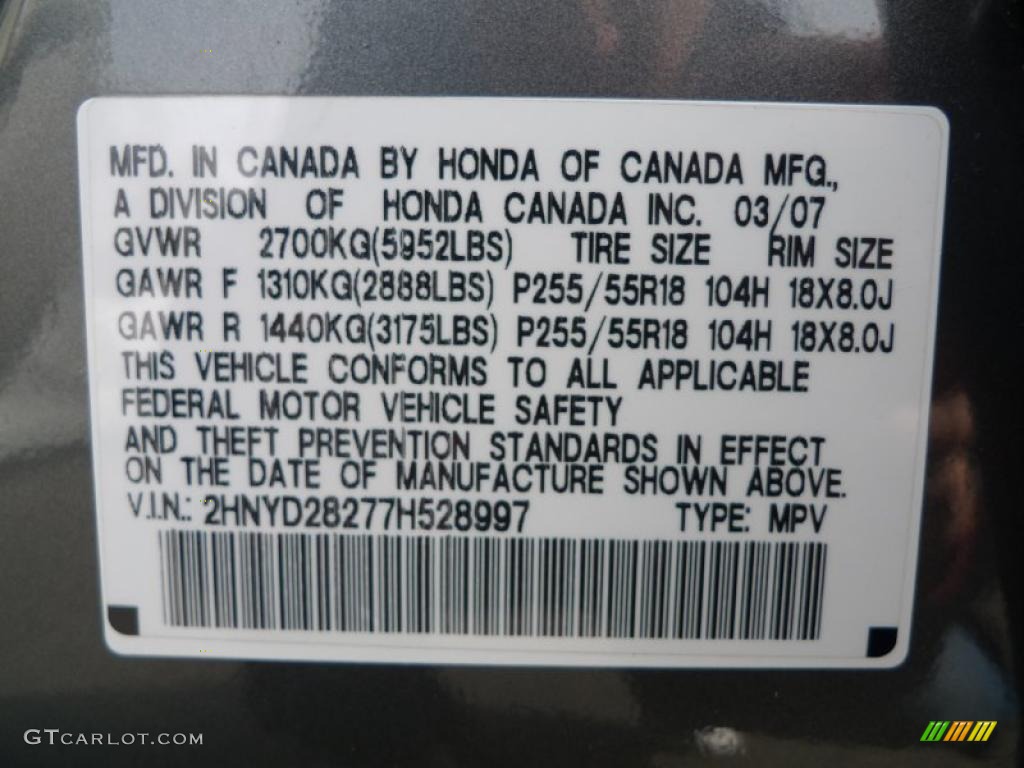 MFD. IN CANADA BY HONDA OF CANADA MFG.,
A DIVISION OF HONDA CANADA INC. 03/07
GVWR 2700KG(5952LBS) TIRE SIZE RIM SIZE
GAWR F 1310KG(2888LBS) P255/55R18 104H 18X8.0J
GAWR R 1440KG(3175LBS) P255/55R18 104H 18X8.0J
THIS VEHICLE CONFORMS TO ALL APPLICABLE
FEDERAL MOTOR VEHICLE SAFETY
AND THEFT PREVENTION STANDARDS IN EFFECT
ON THE DATE OF MANUFACTURE SHOWN ABOVE.
V.I.N.: 2HNYD28277H528997 TYPE: MPV
GTCARLOT.COM